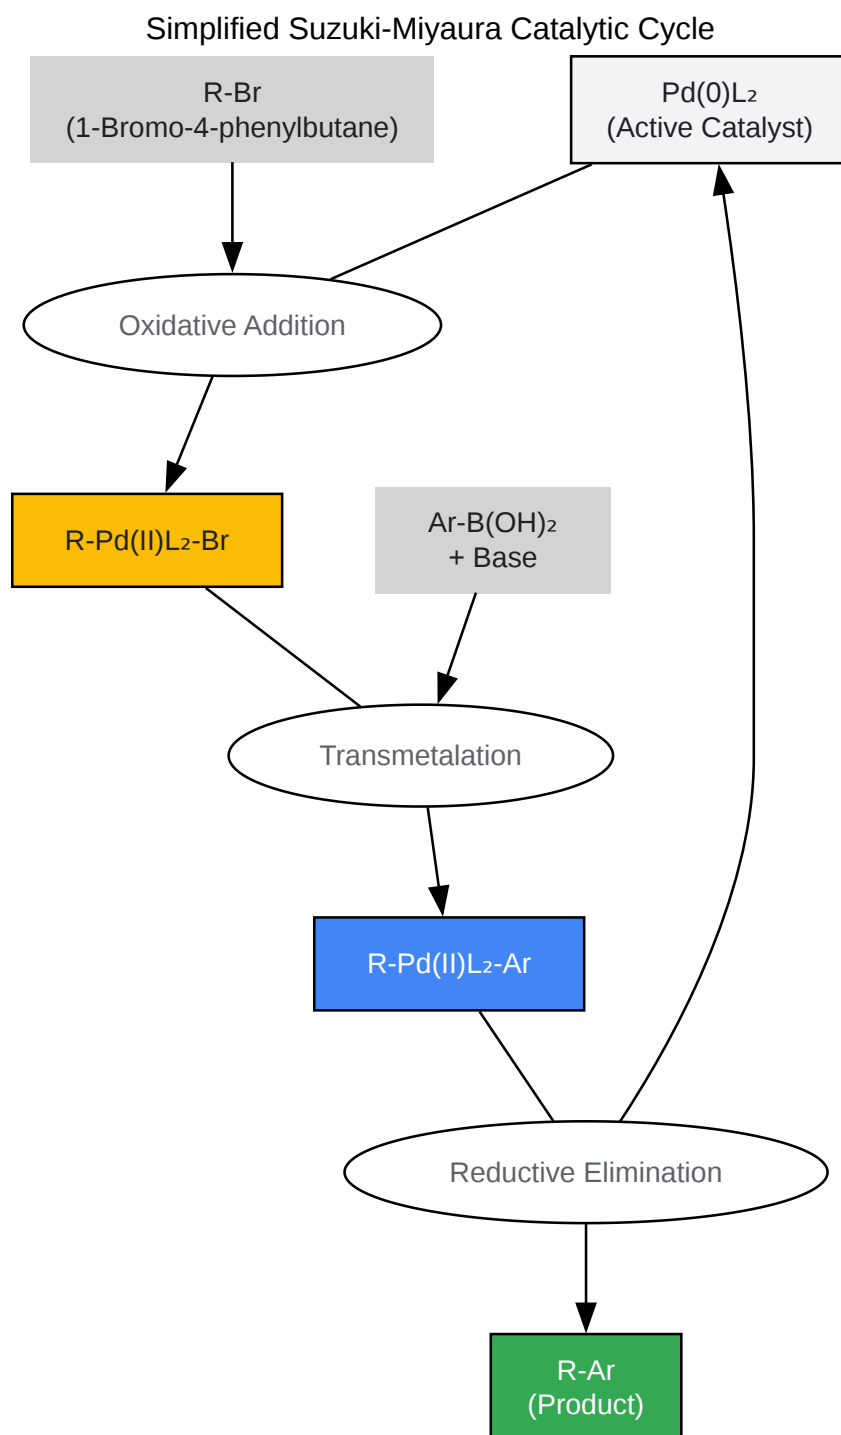 Simplified Suzuki-Miyaura Catalytic Cycle
R-Br
(1-Bromo-4-phenylbutane)
Pd(0)L₂
(Active Catalyst)
Oxidative Addition
R-Pd(II)L₂-Br
Ar-B(OH)₂
+ Base
Transmetalation
R-Pd(II)L₂-Ar
Reductive Elimination
R-Ar
(Product)